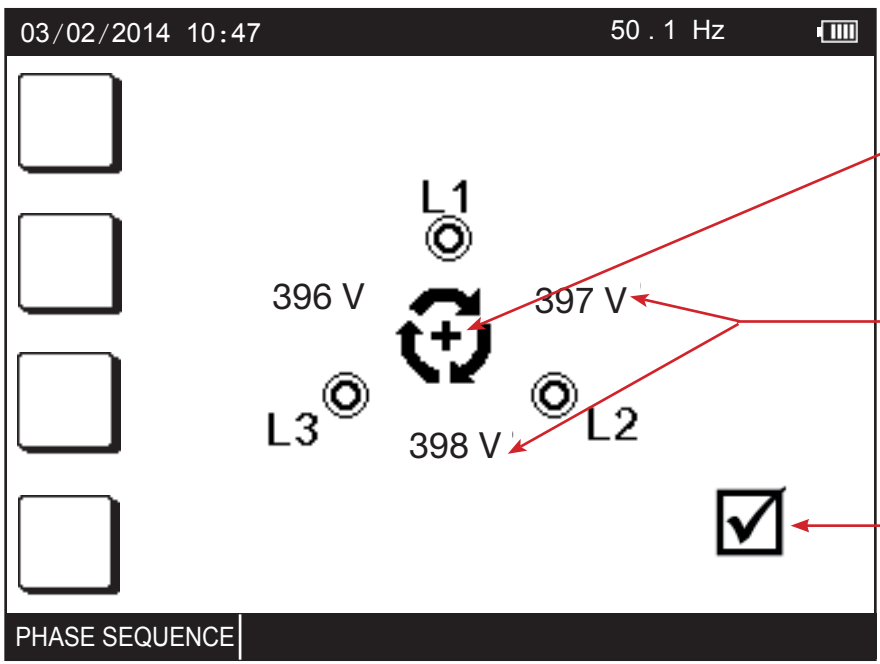 03/02/2014 10:47 50 . 1 Hz
L1
396 V 397 V
+
L3 L2
398 V
PHASE SEQUENCE